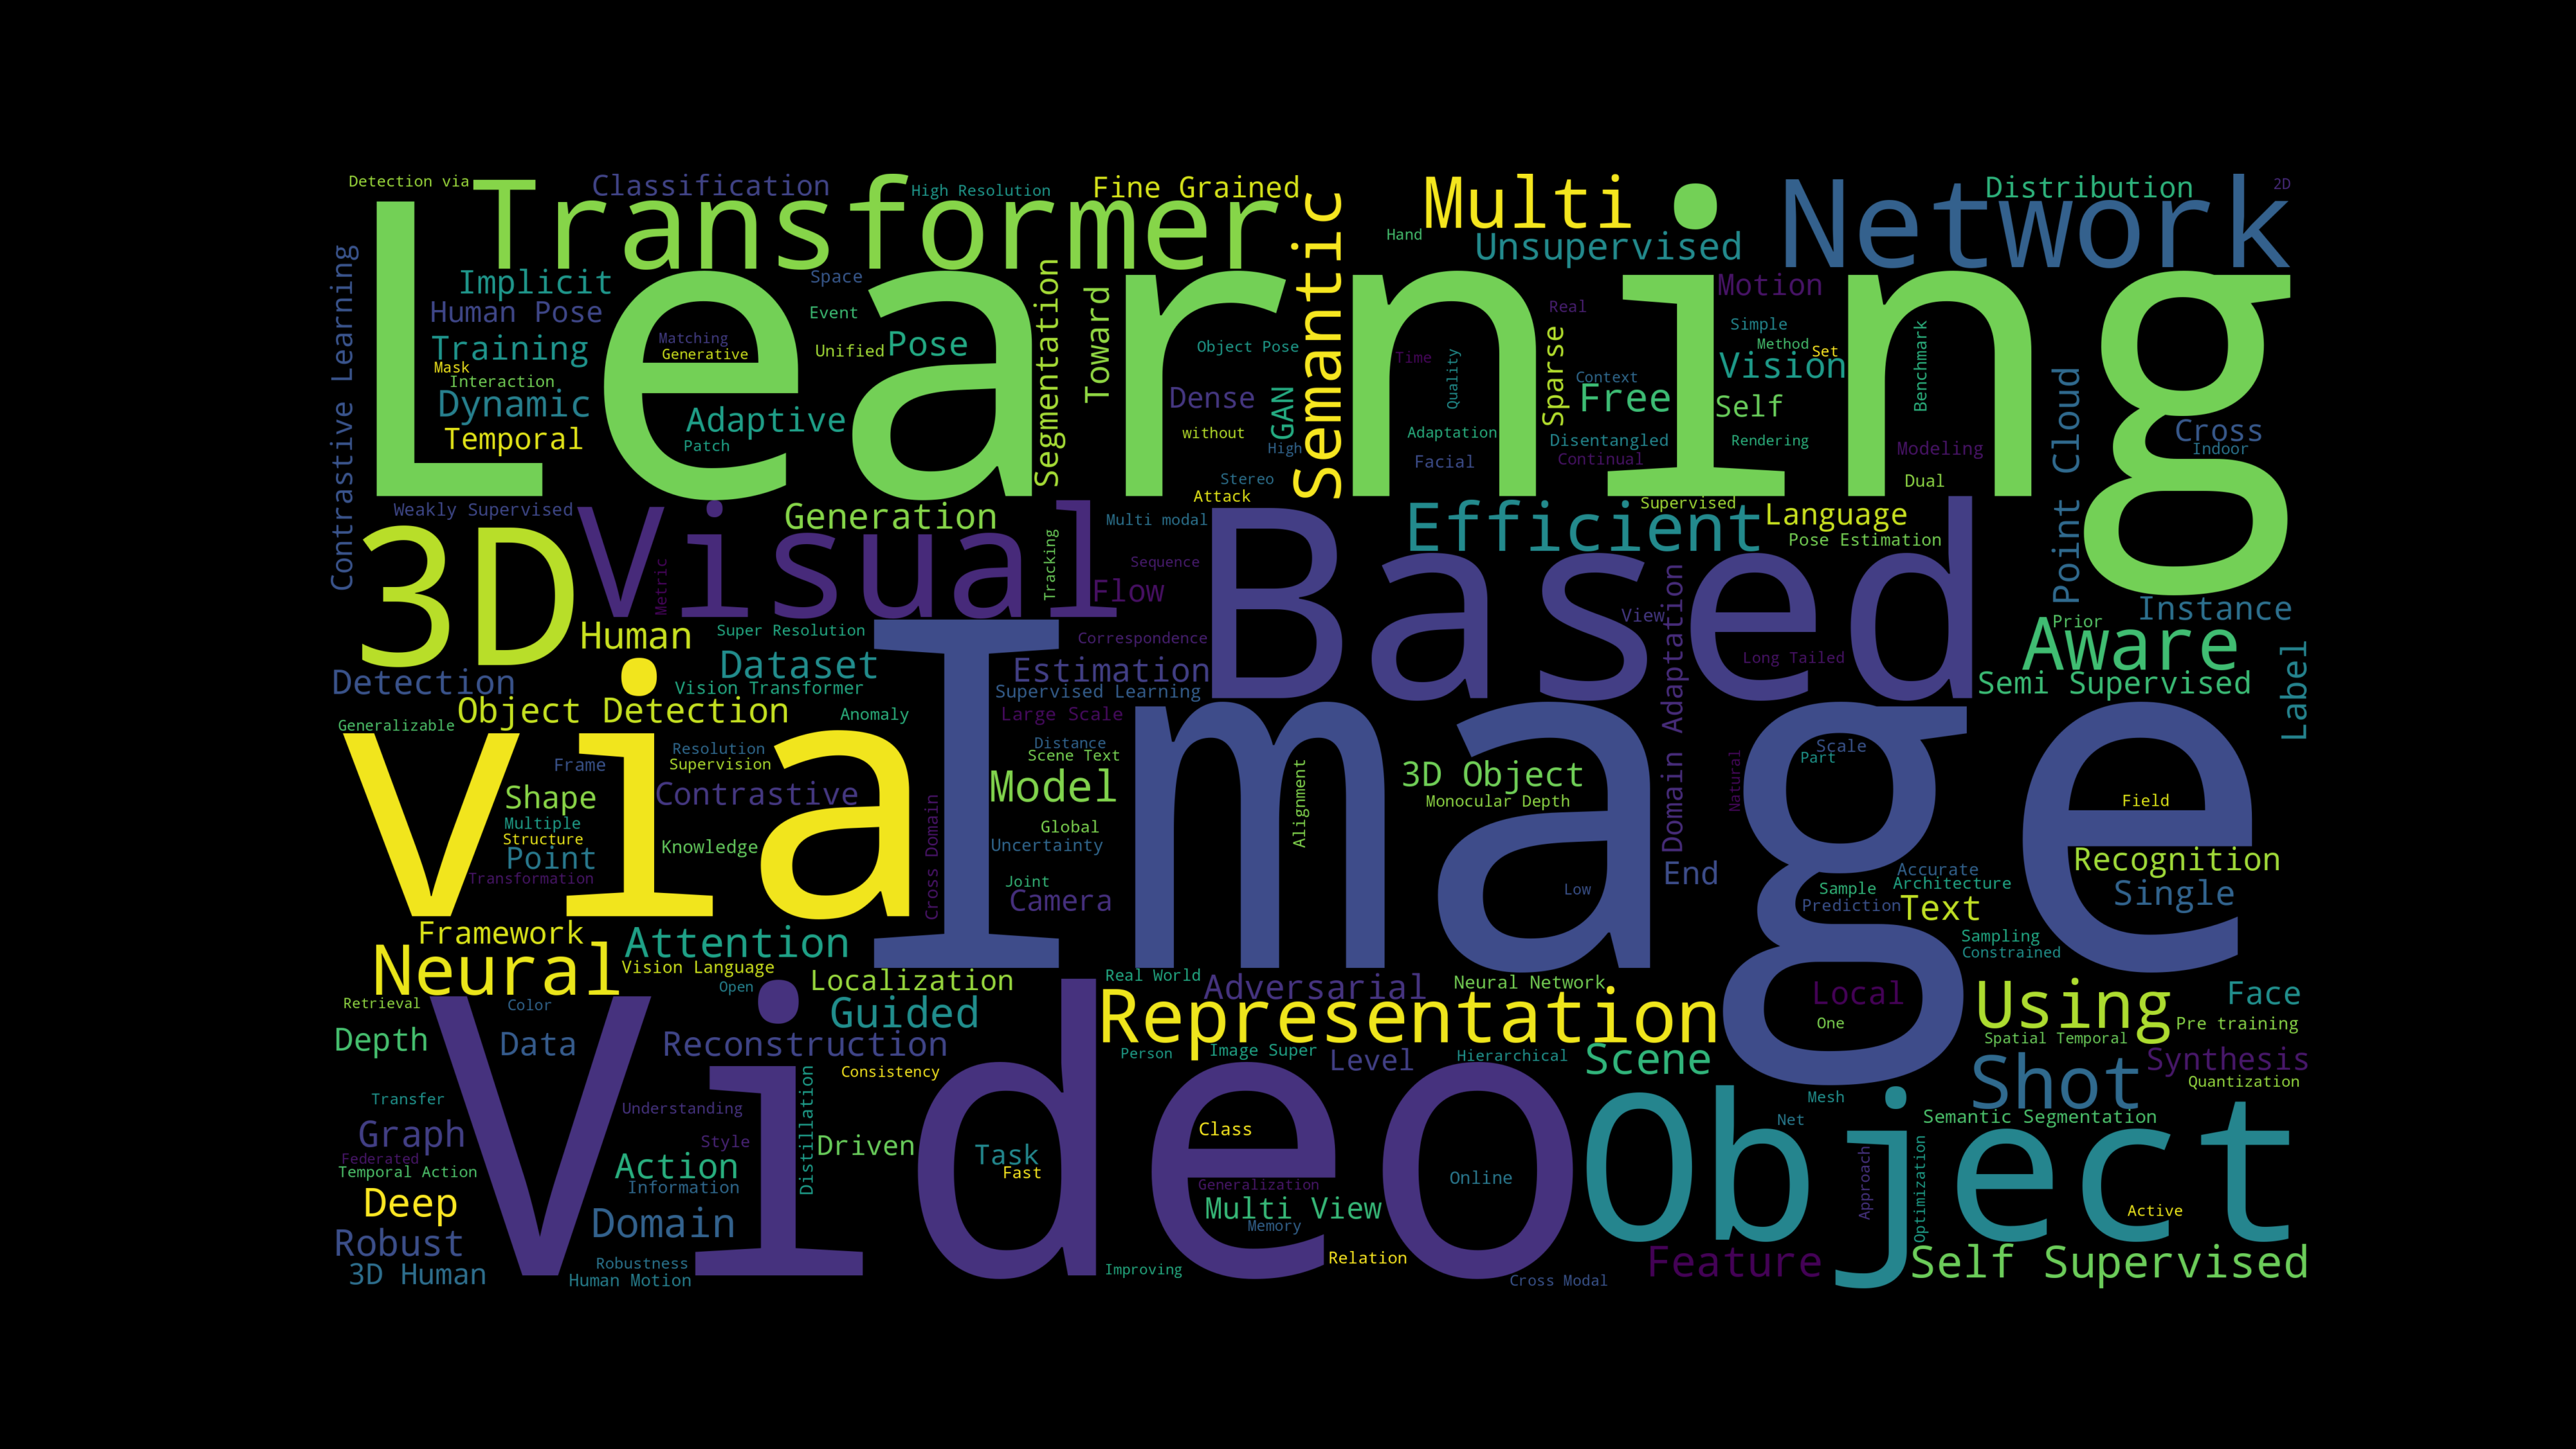 Detection via
Transformer
Classification
High Resolution
Fine Grained
Semantic
Multi
Unsupervised
Hand
Network
Distribution
2D
Contrastive Learning
Learning
Implicit
Human Pose
Training
Mask
Interaction
Dynamic
Temporal
Space
Event
Matching
Generative
Unified
Pose
Adaptive
Patch
Segmentation
Toward
Object Pose
Dense
GAN
without
High
Stereo
Attack
Time
Quality
Adaptation
Facial
Real
Sparse
Context
Free
Disentangled
Continual
Motion
Simple
Method
Set
Vision
Self
Rendering
Benchmark
Modeling
Dual
Point Cloud
Cross
Indoor
Weakly Supervised
3D
Visual
Metric
Generation
Tracking
Multi modal
Sequence
Flow
Based
Efficient
Supervised
Language
Pose Estimation
View
Domain Adaptation
Long Tailed
Instance
Prior
Aware
Semi Supervised
Label
Human
Super Resolution
Dataset
Vision Transformer
Correspondence
Estimation
Supervised Learning
Detection
Object Detection
Generalizable
Anomaly
Large Scale
via
Image
Frame
Resolution
Supervision
Distance
Scene Text
Shape
Contrastive
Model
Multiple
Structure
Point
Transformation
Knowledge
Cross Domain
Global
Uncertainty
Joint
Camera
Alignment
3D Object
Monocular Depth
Low
End
Natural
Scale
Part
Field
Recognition
Single
Accurate
Architecture
Sample
Prediction
Text
Sampling
Constrained
Framework
Attention
Neural
Vision Language
Localization
Open
Guided
Retrieval
Color
Depth
Data
Reconstruction
Real World
Adversarial
Neural Network
Representation
Local
One
Using
Face
Pre training
Spatial Temporal
Person
Image Super
Level
Hierarchical
Scene
Shot
Synthesis
Quantization
Video
Object
Consistency
Distillation
Transfer
Understanding
Graph
Style
Federated
Temporal Action
Action
Information
Driven
Task
Fast
Class
Generalization
Multi View
Memory
Online
Mesh
Net
Semantic Segmentation
Approach
Optimization
Active
Deep
Domain
Robust
3D Human
Robustness
Human Motion
Improving
Relation
Cross Modal
Feature
Self Supervised